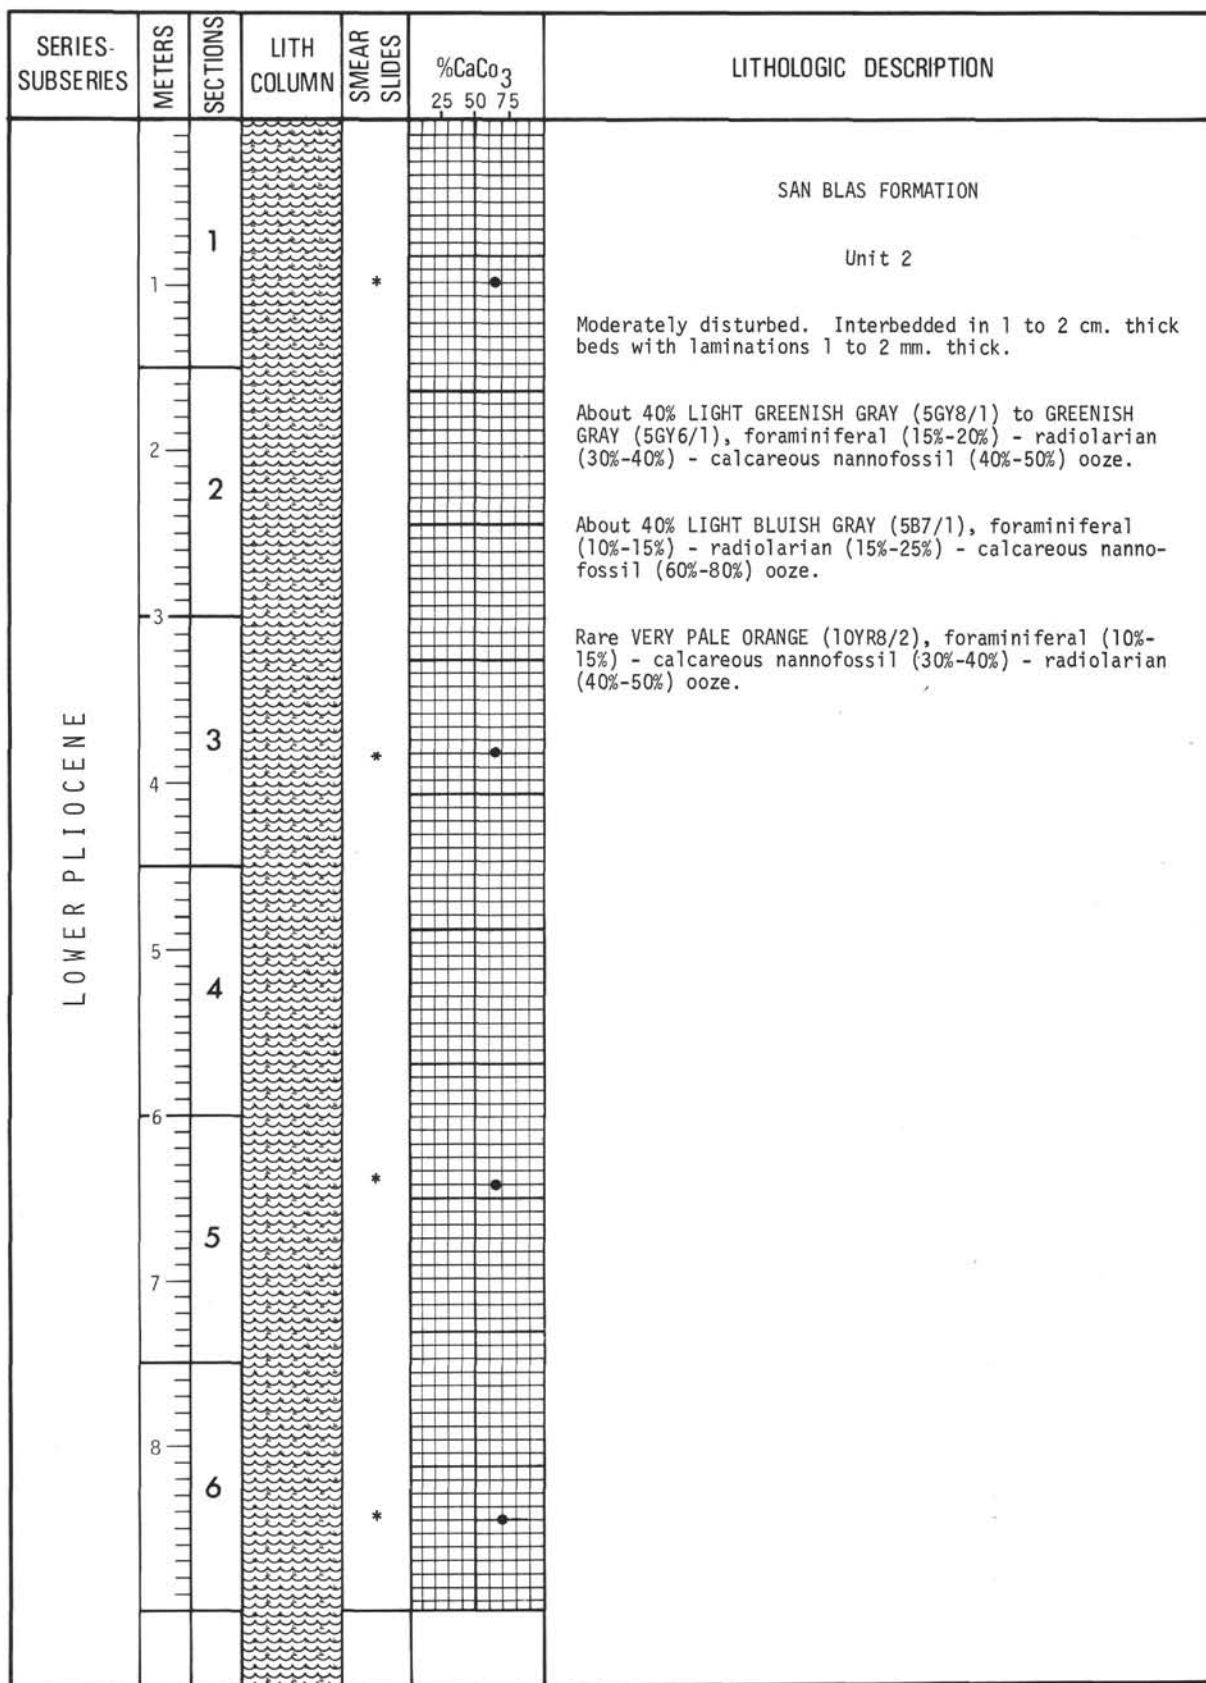 SERIES-
SUBSERIES
METERS
SECTIONS
LITH
COLUMN
SMEAR
SLIDES
%CaCo3
25 50 75
LITHOLOGIC DESCRIPTION
LOWER PLIOCENE
1
2
3
4
5
6
7
8
1
2
3
4
5
6
*
*
*
*
SAN BLAS FORMATION
Unit 2
Moderately disturbed. Interbedded in 1 to 2 cm. thick
beds with laminations 1 to 2 mm. thick.
About 40% LIGHT GREENISH GRAY (5GY8/1) to GREENISH
GRAY (5GY6/1), foraminiferal (15%-20%) - radiolarian
(30%-40%) - calcareous nannofossil (40%-50%) ooze.
About 40% LIGHT BLUISH GRAY (5B7/1), foraminiferal
(10%-15%) - radiolarian (15%-25%) - calcareous nanno-
fossil (60%-80%) ooze.
Rare VERY PALE ORANGE (10YR8/2), foraminiferal (10%-
15%) - calcareous nannofossil (30%-40%) - radiolarian
(40%-50%) ooze.